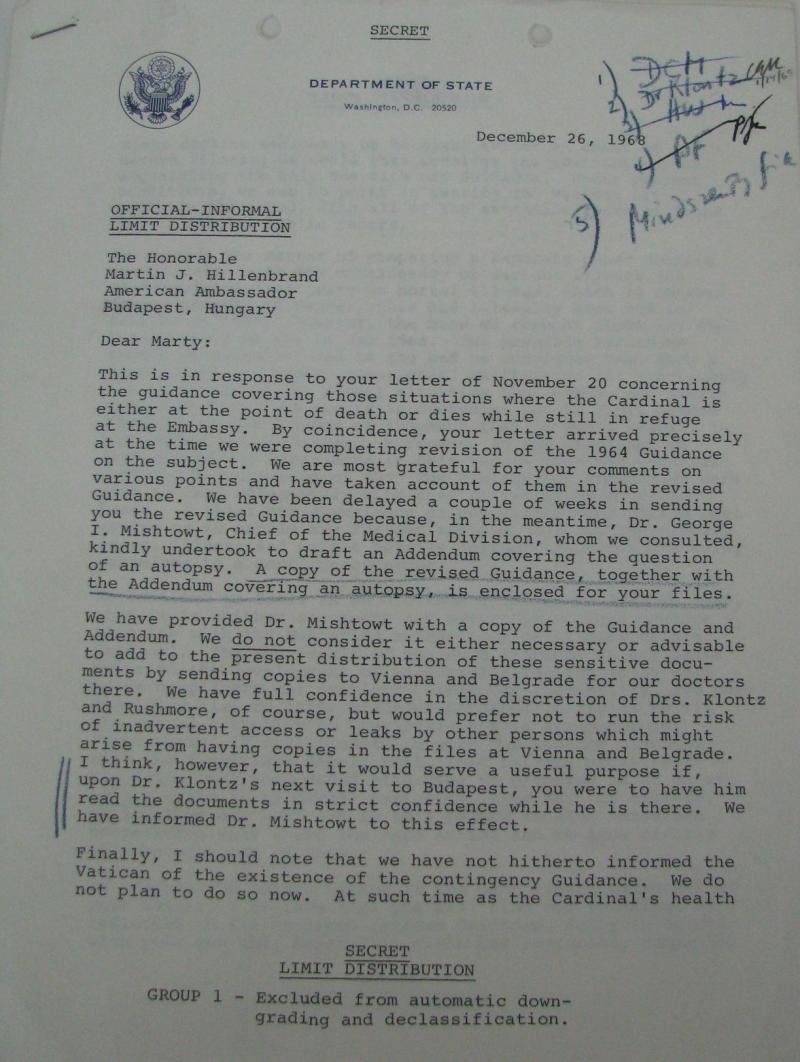 SECRET
DEPARTMENT OF STATE
Washington, D.C. 20520
December 26, 1968
1) DCM
2) Dr Klontz
3)
4)
5) Mindszenty file
OFFICIAL-INFORMAL
LIMIT DISTRIBUTION
The Honorable
Martin J. Hillenbrand
American Ambassador
Budapest, Hungary
Dear Marty:
This is in response to your letter of November 20 concerning
the guidance covering those situations where the Cardinal is
either at the point of death or dies while still in refuge
at the Embassy. By coincidence, your letter arrived precisely
at the time we were completing revision of the 1964 Guidance
on the subject. We are most grateful for your comments on
various points and have taken account of them in the revised
Guidance. We have been delayed a couple of weeks in sending
you the revised Guidance because, in the meantime, Dr. George
I. Mishtowt, Chief of the Medical Division, whom we consulted,
kindly undertook to draft an Addendum covering the question
of an autopsy. A copy of the revised Guidance, together with
the Addendum covering an autopsy, is enclosed for your files.
We have provided Dr. Mishtowt with a copy of the Guidance and
Addendum. We do not consider it either necessary or advisable
to add to the present distribution of these sensitive docu-
ments by sending copies to Vienna and Belgrade for our doctors
there. We have full confidence in the discretion of Drs. Klontz
and Rushmore, of course, but would prefer not to run the risk
of inadvertent access or leaks by other persons which might
arise from having copies in the files at Vienna and Belgrade.
I think, however, that it would serve a useful purpose if,
upon Dr. Klontz's next visit to Budapest, you were to have him
read the documents in strict confidence while he is there. We
have informed Dr. Mishtowt to this effect.
Finally, I should note that we have not hitherto informed the
Vatican of the existence of the contingency Guidance. We do
not plan to do so now. At such time as the Cardinal's health
SECRET
LIMIT DISTRIBUTION
GROUP 1 - Excluded from automatic down-
grading and declassification.